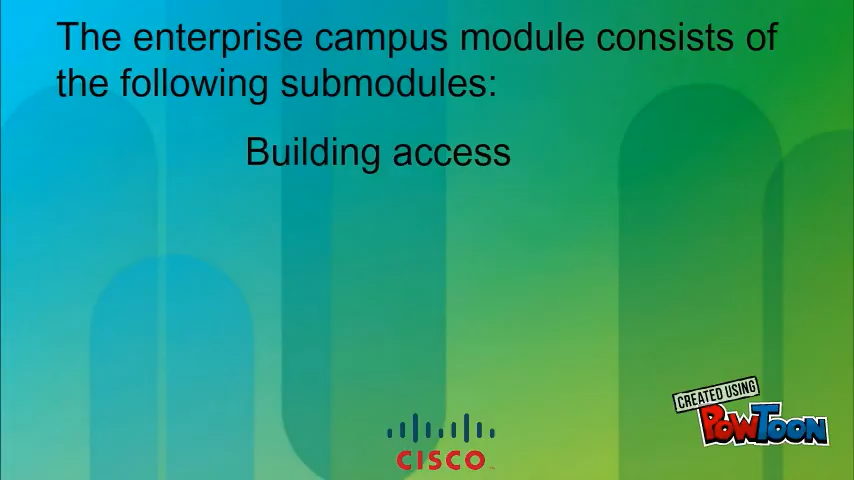 The enterprise campus module consists of
the following submodules:
Building access
CREATED USING
POWTOON
CISCO